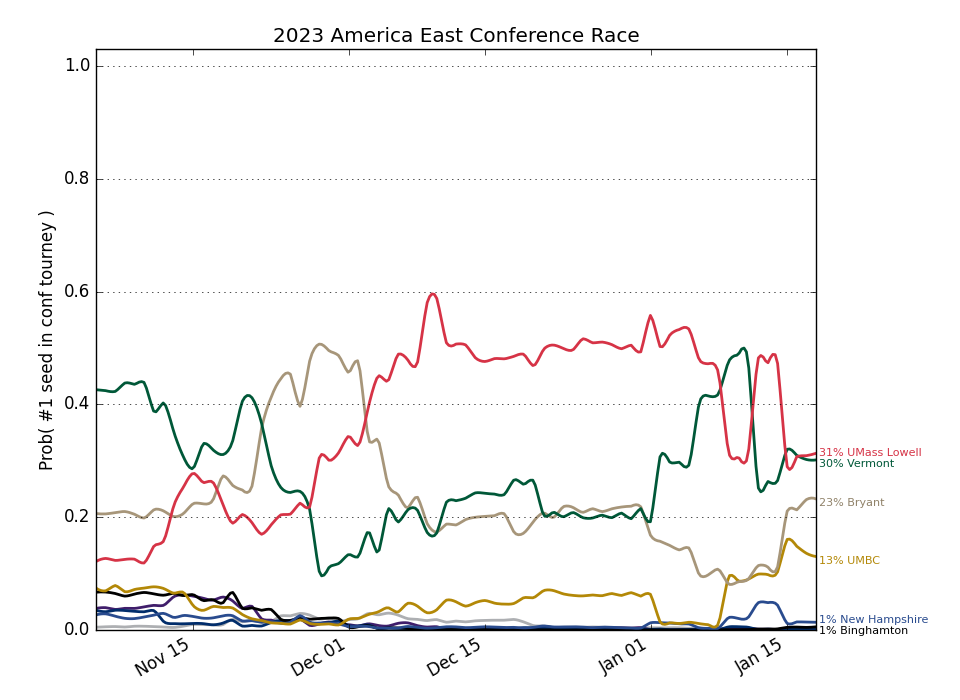 2023 America East Conference Race
Prob( #1 seed in conf tourney )
1.0
0.8
0.6
0.4
0.2
0.0
Nov 15
Dec 01
Dec 15
Jan 01
Jan 15
31% UMass Lowell
30% Vermont
23% Bryant
13% UMBC
1% New Hampshire
1% Binghamton